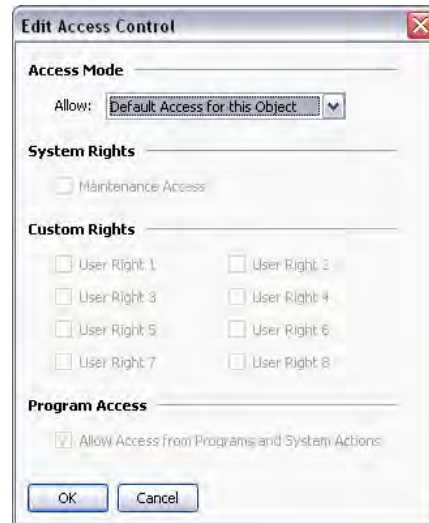 Edit Access Control
Access Mode
Allow: Default Access for this Object
System Rights
Maintenance Access
Custom Rights
User Right 1 User Right 2
User Right 3 User Right 4
User Right 5 User Right 6
User Right 7 User Right 8
Program Access
Allow Access from Programs and System Actions
OK Cancel